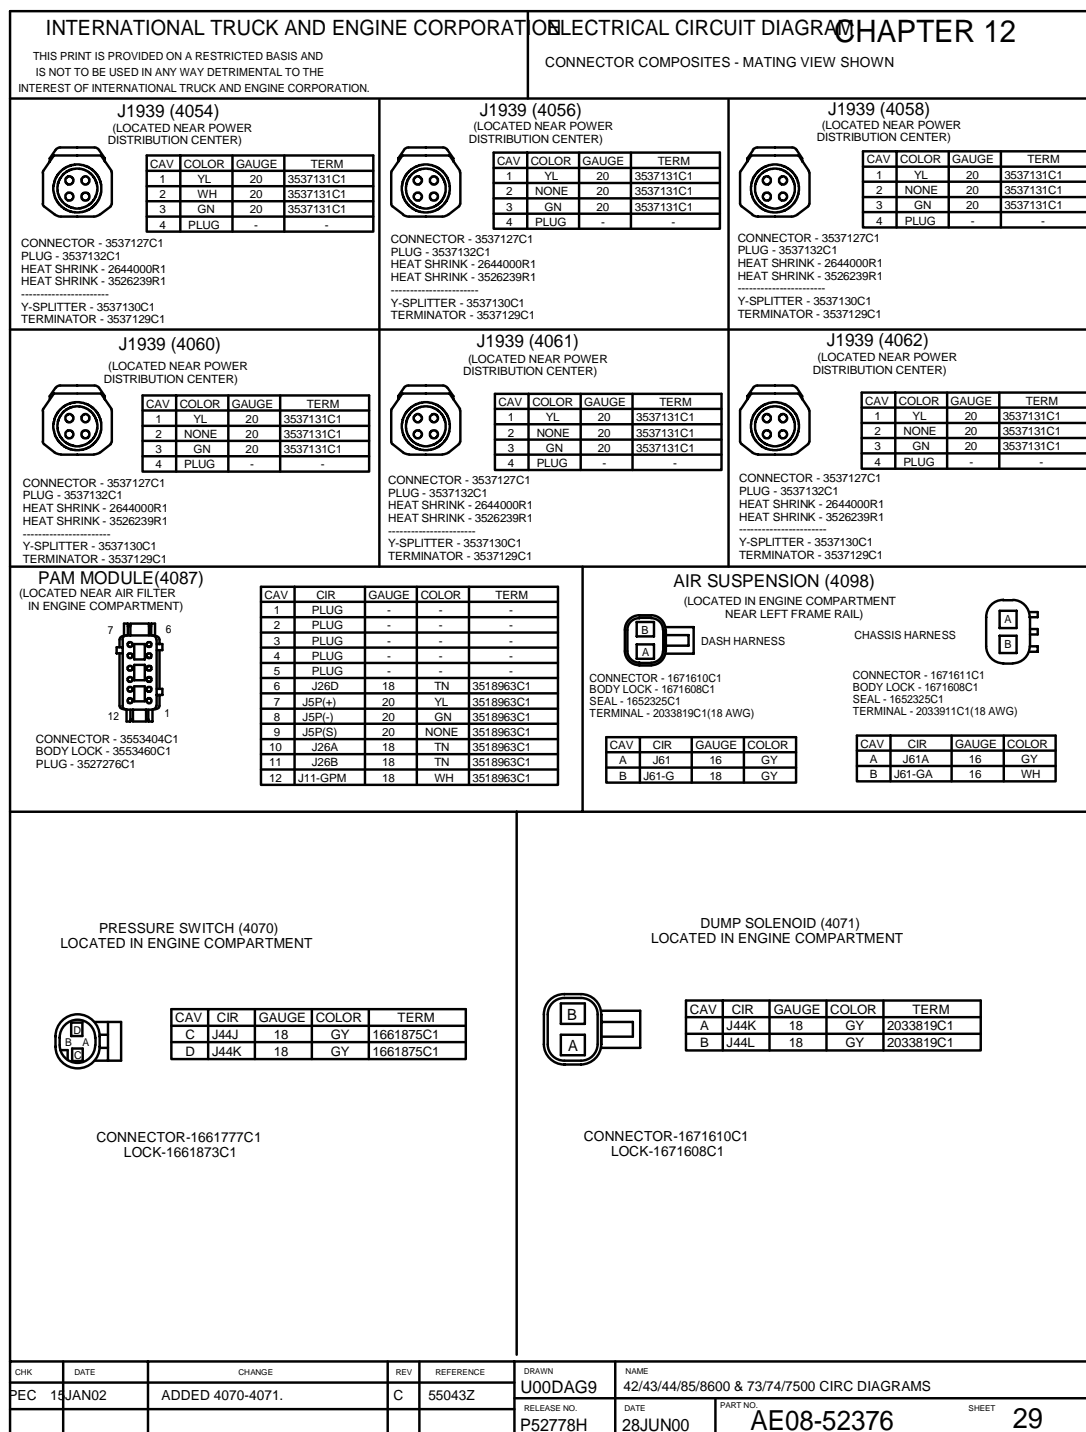 INTERNATIONAL TRUCK AND ENGINE CORPORATION
THIS PRINT IS PROVIDED ON A RESTRICTED BASIS AND
IS NOT TO BE USED IN ANY WAY DETRIMENTAL TO THE
INTEREST OF INTERNATIONAL TRUCK AND ENGINE CORPORATION.
ELECTRICAL CIRCUIT DIAGRAM
CHAPTER 12
CONNECTOR COMPOSITES - MATING VIEW SHOWN
J1939 (4054)
(LOCATED NEAR POWER
DISTRIBUTION CENTER)
CAV COLOR GAUGE TERM
1 YL 20 3537131C1
2 WH 20 3537131C1
3 GN 20 3537131C1
4 PLUG - -
CONNECTOR - 3537127C1
PLUG - 3537132C1
HEAT SHRINK - 2644000R1
HEAT SHRINK - 3526239R1
-----------------------
Y-SPLITTER - 3537130C1
TERMINATOR - 3537129C1
J1939 (4056)
(LOCATED NEAR POWER
DISTRIBUTION CENTER)
CAV COLOR GAUGE TERM
1 YL 20 3537131C1
2 NONE 20 3537131C1
3 GN 20 3537131C1
4 PLUG - -
CONNECTOR - 3537127C1
PLUG - 3537132C1
HEAT SHRINK - 2644000R1
HEAT SHRINK - 3526239R1
-----------------------
Y-SPLITTER - 3537130C1
TERMINATOR - 3537129C1
J1939 (4058)
(LOCATED NEAR POWER
DISTRIBUTION CENTER)
CAV COLOR GAUGE TERM
1 YL 20 3537131C1
2 NONE 20 3537131C1
3 GN 20 3537131C1
4 PLUG - -
CONNECTOR - 3537127C1
PLUG - 3537132C1
HEAT SHRINK - 2644000R1
HEAT SHRINK - 3526239R1
-----------------------
Y-SPLITTER - 3537130C1
TERMINATOR - 3537129C1
J1939 (4060)
(LOCATED NEAR POWER
DISTRIBUTION CENTER)
CAV COLOR GAUGE TERM
1 YL 20 3537131C1
2 NONE 20 3537131C1
3 GN 20 3537131C1
4 PLUG - -
CONNECTOR - 3537127C1
PLUG - 3537132C1
HEAT SHRINK - 2644000R1
HEAT SHRINK - 3526239R1
-----------------------
Y-SPLITTER - 3537130C1
TERMINATOR - 3537129C1
J1939 (4061)
(LOCATED NEAR POWER
DISTRIBUTION CENTER)
CAV COLOR GAUGE TERM
1 YL 20 3537131C1
2 NONE 20 3537131C1
3 GN 20 3537131C1
4 PLUG - -
CONNECTOR - 3537127C1
PLUG - 3537132C1
HEAT SHRINK - 2644000R1
HEAT SHRINK - 3526239R1
-----------------------
Y-SPLITTER - 3537130C1
TERMINATOR - 3537129C1
J1939 (4062)
(LOCATED NEAR POWER
DISTRIBUTION CENTER)
CAV COLOR GAUGE TERM
1 YL 20 3537131C1
2 NONE 20 3537131C1
3 GN 20 3537131C1
4 PLUG - -
CONNECTOR - 3537127C1
PLUG - 3537132C1
HEAT SHRINK - 2644000R1
HEAT SHRINK - 3526239R1
-----------------------
Y-SPLITTER - 3537130C1
TERMINATOR - 3537129C1
PAM MODULE(4087)
(LOCATED NEAR AIR FILTER
IN ENGINE COMPARTMENT)
7 6
12 1
CONNECTOR - 3553404C1
BODY LOCK - 3553460C1
PLUG - 3527276C1
CAV CIR GAUGE COLOR TERM
1 PLUG - - -
2 PLUG - - -
3 PLUG - - -
4 PLUG - - -
5 PLUG - - -
6 J26D 18 TN 3518963C1
7 J5P(+) 20 YL 3518963C1
8 J5P(-) 20 GN 3518963C1
9 J5P(S) 20 NONE 3518963C1
10 J26A 18 TN 3518963C1
11 J26B 18 TN 3518963C1
12 J11-GPM 18 WH 3518963C1
AIR SUSPENSION (4098)
(LOCATED IN ENGINE COMPARTMENT
NEAR LEFT FRAME RAIL)
B
A
DASH HARNESS
CONNECTOR - 1671610C1
BODY LOCK - 1671608C1
SEAL - 1652325C1
TERMINAL - 2033819C1(18 AWG)
CAV CIR GAUGE COLOR
A J61 16 GY
B J61-G 18 GY
CHASSIS HARNESS
A
B
CONNECTOR - 1671611C1
BODY LOCK - 1671608C1
SEAL - 1652325C1
TERMINAL - 2033911C1(18 AWG)
CAV CIR GAUGE COLOR
A J61A 16 GY
B J61-GA 16 WH
PRESSURE SWITCH (4070)
LOCATED IN ENGINE COMPARTMENT
D
B A
C
CAV CIR GAUGE COLOR TERM
C J44J 18 GY 1661875C1
D J44K 18 GY 1661875C1
CONNECTOR-1661777C1
LOCK-1661873C1
DUMP SOLENOID (4071)
LOCATED IN ENGINE COMPARTMENT
B
A
CAV CIR GAUGE COLOR TERM
A J44K 18 GY 2033819C1
B J44L 18 GY 2033819C1
CONNECTOR-1671610C1
LOCK-1671608C1
CHK DATE CHANGE REV REFERENCE
PEC 15JAN02 ADDED 4070-4071. C 55043Z
DRAWN
U00DAG9
NAME
42/43/44/85/8600 & 73/74/7500 CIRC DIAGRAMS
RELEASE NO.
P52778H
DATE
28JUN00
PART NO.
AE08-52376
SHEET
29